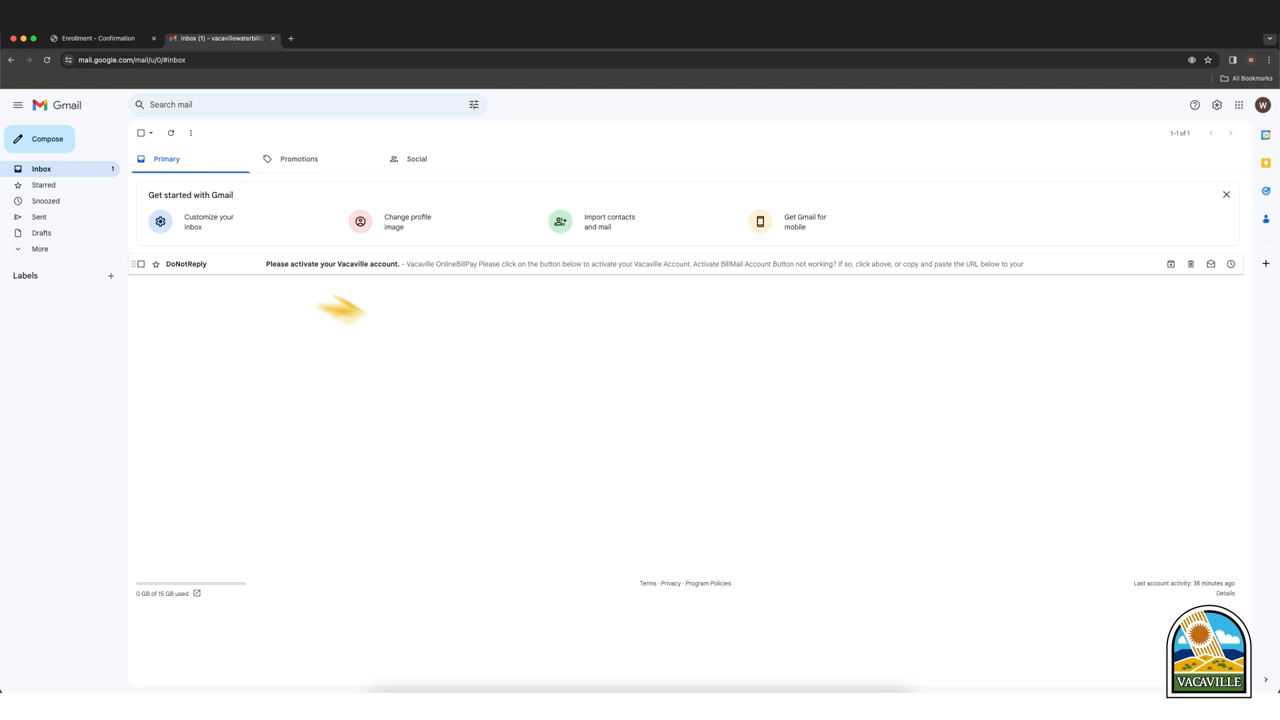 Enrollment - Confirmation
Inbox (1) - vacavillewaterbill
mail.google.com/mail/u/0/#inbox
All Bookmarks
W
Gmail
Search mail
W
Compose
1-1 of 1
Primary
Promotions
Social
Inbox 1
Starred
Snoozed
Sent
Drafts
More
Labels
Get started with Gmail
Customize your
inbox
Change profile
image
Import contacts
and mail
Get Gmail for
mobile
DoNotReply Please activate your Vacaville account. - Vacaville OnlineBillPay Please click on the button below to activate your Vacaville Account. Activate BillMail Account Button not working? If so, click above, or copy and paste the URL below to your
Terms · Privacy · Program Policies
Last account activity: 38 minutes ago
0 GB of 15 GB used
Details
VACAVILLE